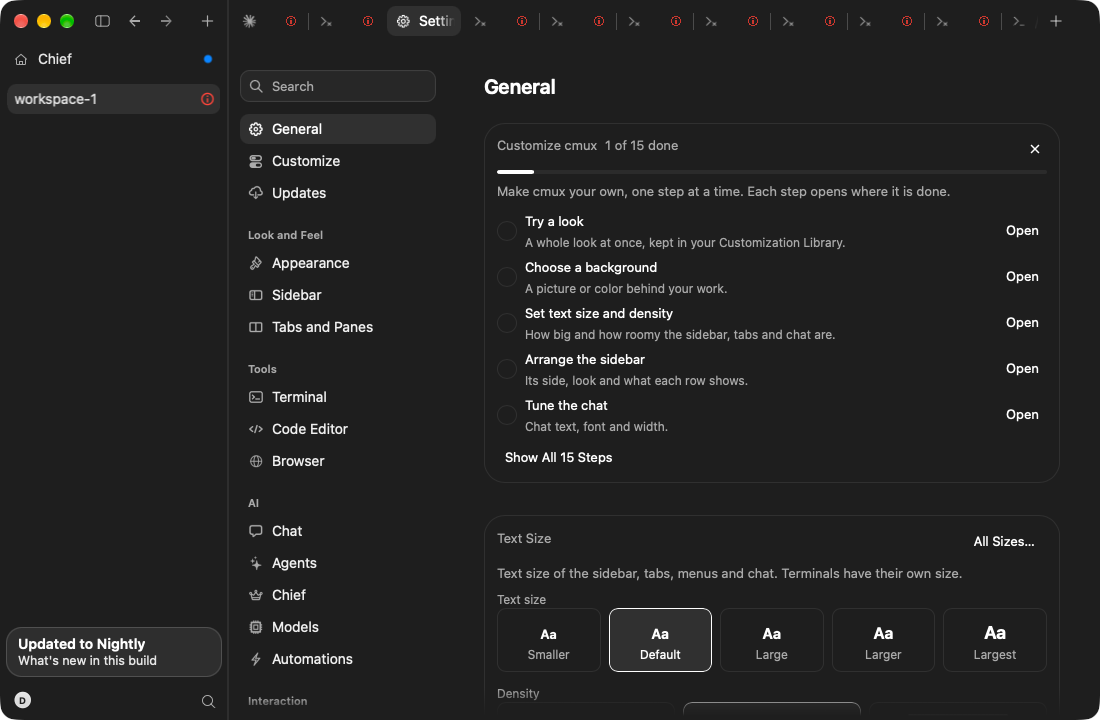 Settin
Chief
workspace-1
Updated to Nightly
What's new in this build
D
Search
General
Customize
Updates
Look and Feel
Appearance
Sidebar
Tabs and Panes
Tools
Terminal
Code Editor
Browser
AI
Chat
Agents
Chief
Models
Automations
Interaction
General
Customize cmux 1 of 15 done
Make cmux your own, one step at a time. Each step opens where it is done.
Try a look
A whole look at once, kept in your Customization Library.
Open
Choose a background
A picture or color behind your work.
Open
Set text size and density
How big and how roomy the sidebar, tabs and chat are.
Open
Arrange the sidebar
Its side, look and what each row shows.
Open
Tune the chat
Chat text, font and width.
Open
Show All 15 Steps
Text Size
All Sizes...
Text size of the sidebar, tabs, menus and chat. Terminals have their own size.
Text size
Aa
Smaller
Aa
Default
Aa
Large
Aa
Larger
Aa
Largest
Density